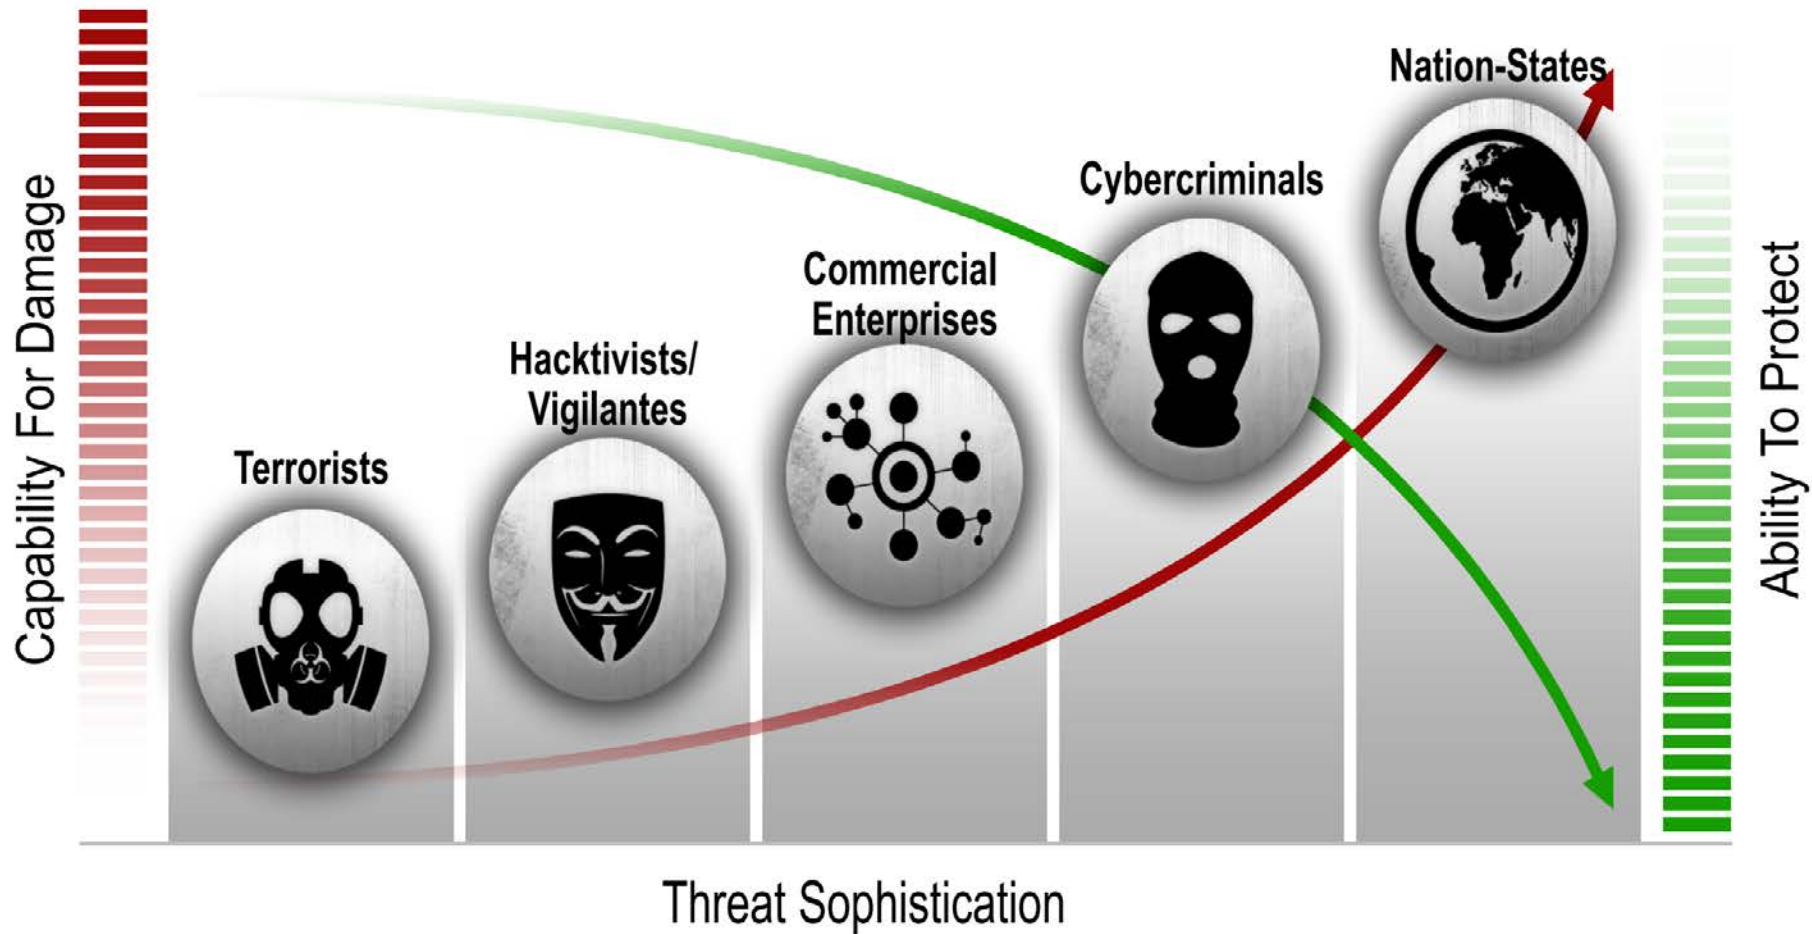 Nation-States
Cybercriminals
Commercial
Enterprises
Hacktivists/
Vigilantes
Terrorists
Capability For Damage
Ability To Protect
Threat Sophistication